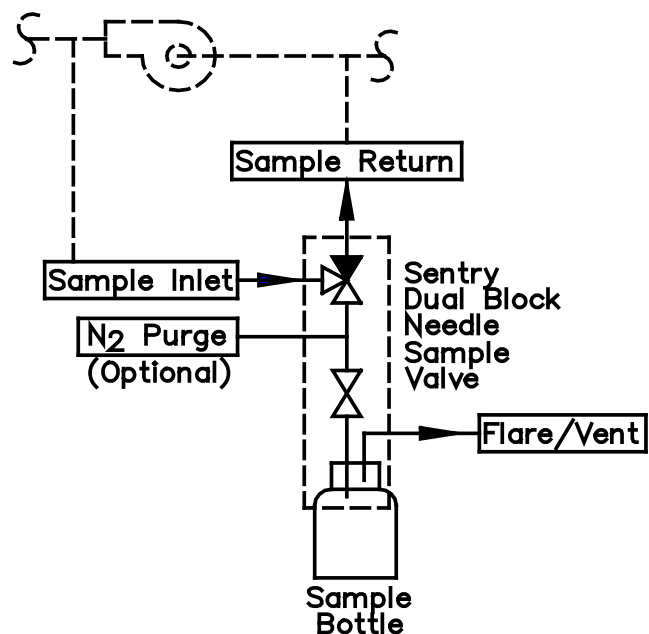 Sample Return
Sample Inlet
Sentry
Dual Block
Needle
Sample
Valve
N2 Purge
(Optional)
Flare/Vent
Sample
Bottle